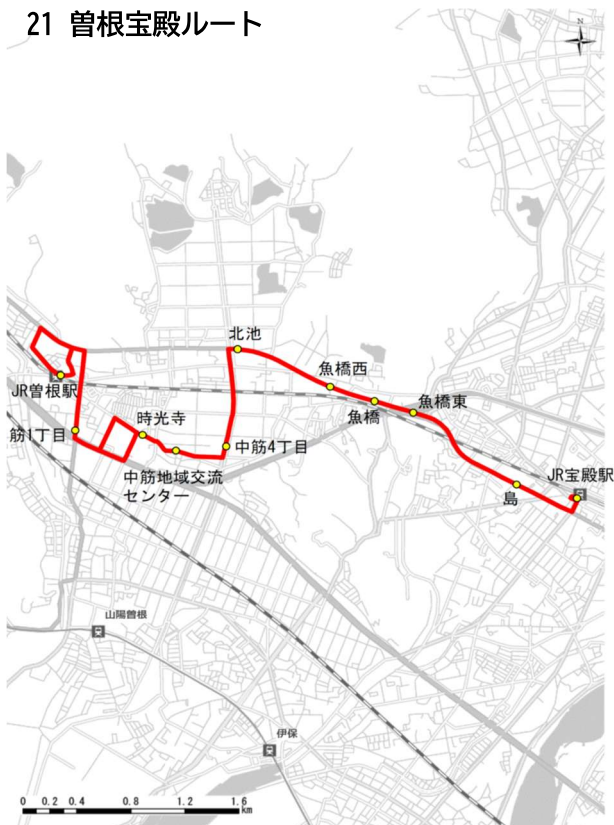 21 曽根宝殿ルート
N
北池
魚橋西
JR曽根駅
魚橋
魚橋東
時光寺
筋1丁目
中筋4丁目
中筋地域交流
センター
JR宝殿駅
島
山陽曽根
伊保
0 0.2 0.4 0.8 1.2 1.6
km